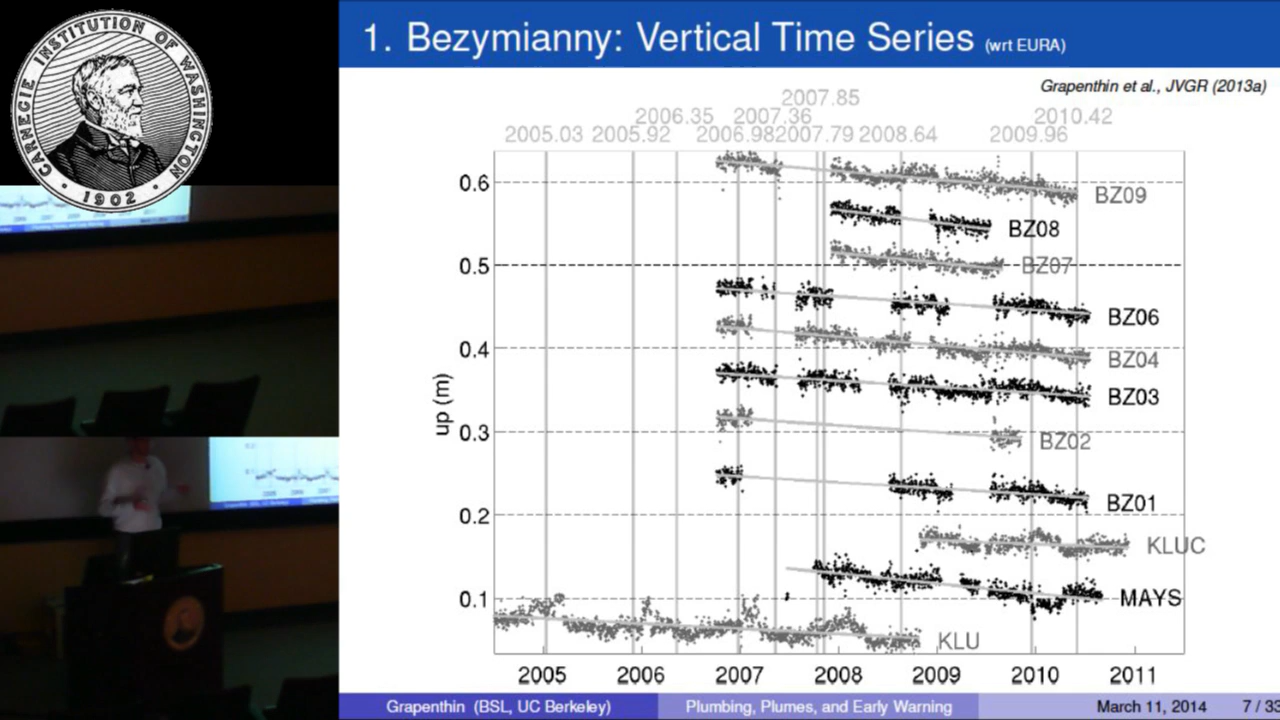 CARNEGIE INSTITUTION OF WASHINGTON
1902
1. Bezymianny: Vertical Time Series (wrt EURA)
Grapenthin et al., JVGR (2013a)
2007.85
2006.35 2007.36 2010.42
2005.03 2005.92 2006.98 2007.79 2008.64 2009.96
up (m)
0.6
0.5
0.4
0.3
0.2
0.1
BZ09
BZ08
BZ07
BZ06
BZ04
BZ03
BZ02
BZ01
KLUC
MAYS
KLU
2005 2006 2007 2008 2009 2010 2011
Grapenthin (BSL, UC Berkeley) Plumbing, Plumes, and Early Warning March 11, 2014 7 / 33